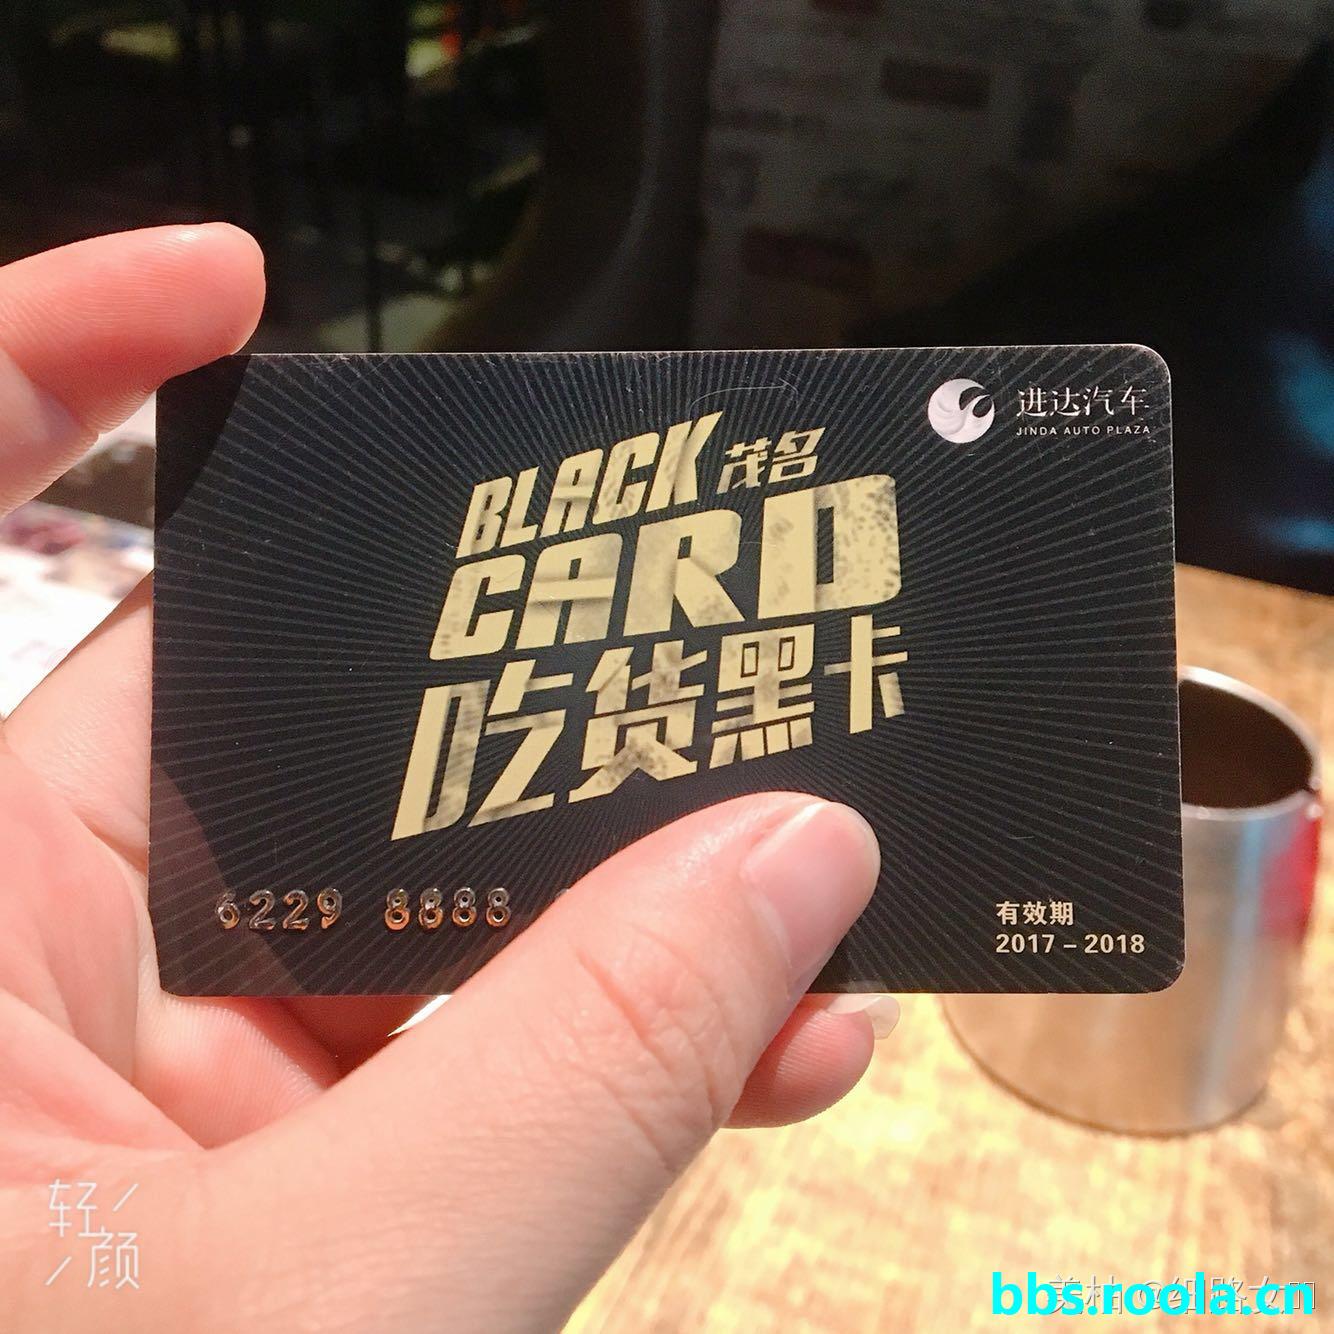 进达汽车
JINDA AUTO PLAZA
BLACK 茂名
CARD
吃货黑卡
6229 8888
有效期
2017 – 2018
轻
颜
bbs.roola.cn